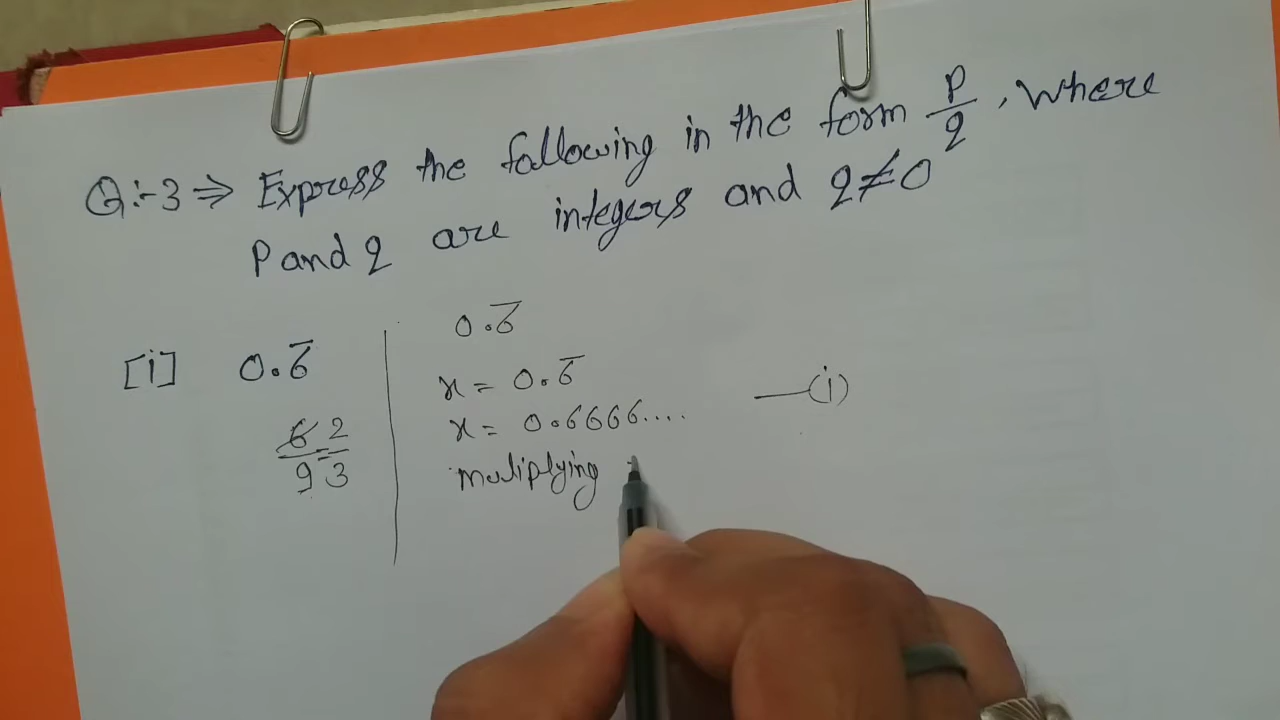 Q:-3 ⇒ Express the following in the form P/q, where
P and q are integers and q≠0
[i] 0.6̅
6/9 = 2/3
0.6̅
x = 0.6̅
x = 0.6666.... —(i)
muliplying